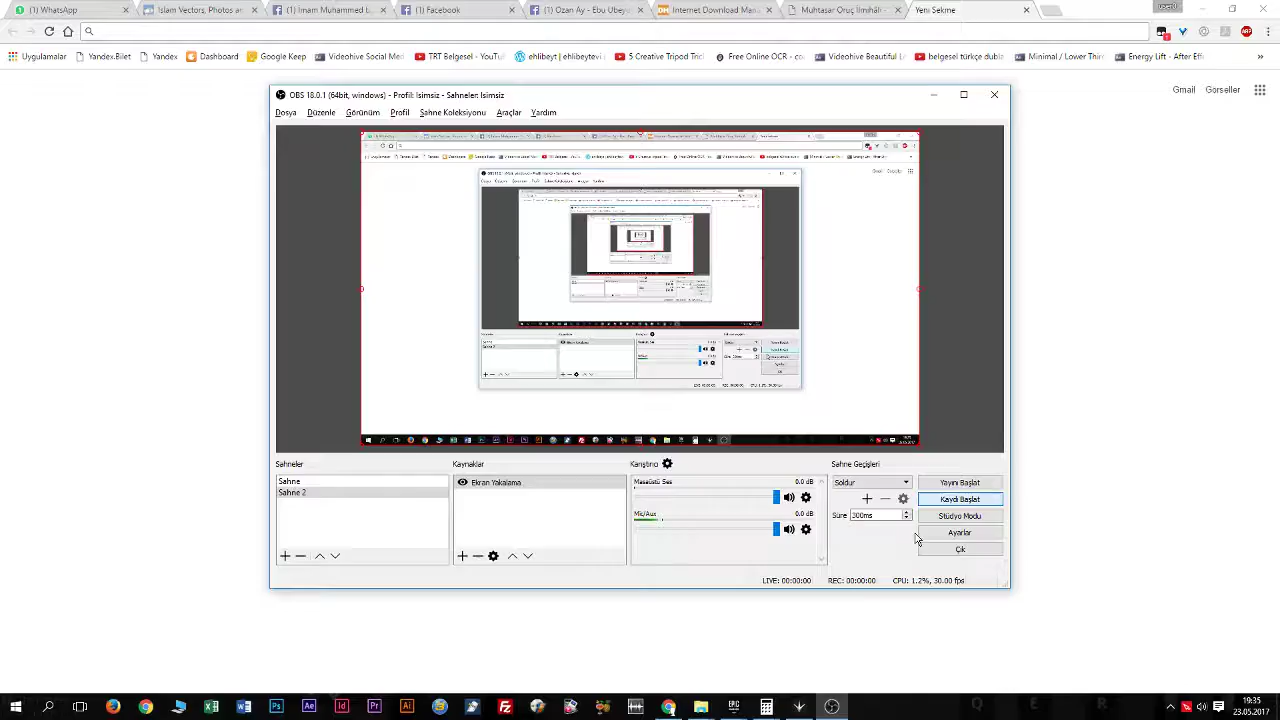 (1) WhatsApp
Islam Vectors, Photos ar
(1) Imam Muhammed b
(1) Facebook
(1) Ozan Ay - Ebu Ubey
Internet Download Mana
Muhtasar Oruç İlmihâli -
Yeni Sekme
Uygulamalar
Yandex Bilet
Yandex
Dashboard
Google Keep
Videohive Social Med
TRT Belgesel - YouTu
ehlibeyt | ehlibeytevi
5 Creative Tripod Tric
Free Online OCR - co
Videohive Beautiful L
belgesel türkçe dubla
Minimal / Lower Thir
Energy Lift - After Eff
»
Gmail
Görseller
OBS 18.0.1 (64bit, windows) - Profil: İsimsiz - Sahneler: İsimsiz
Dosya
Düzenle
Görünüm
Profil
Sahne Koleksiyonu
Araçlar
Yardım
Sahneler
Kaynaklar
Karıştırıcı
Sahne Geçişleri
Sahne
Sahne 2
Ekran Yakalama
Masaüstü Ses
0.0 dB
Mic/Aux
0.0 dB
Soldur
Süre
300ms
Yayını Başlat
Kaydı Başlat
Stüdyo Modu
Ayarlar
Çık
LIVE: 00:00:00
REC: 00:00:00
CPU: 1.2%, 30.00 fps
19:35
23.05.2017